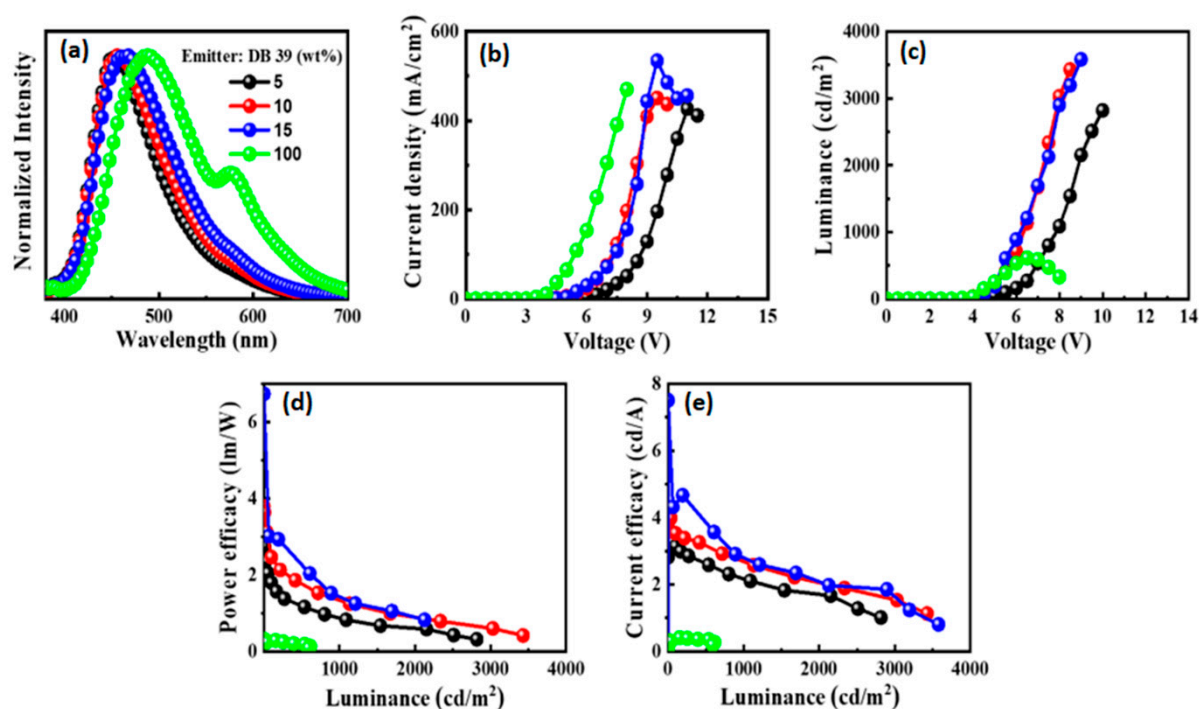 (a)
Emitter: DB 39 (wt%)
5
10
15
100
Normalized Intensity
400 500 600 700
Wavelength (nm)
(b)
Current density (mA/cm²)
600
400
200
0
0 3 6 9 12 15
Voltage (V)
(c)
Luminance (cd/m²)
4000
3000
2000
1000
0
0 2 4 6 8 10 12 14
Voltage (V)
(d)
Power efficacy (lm/W)
6
4
2
0
1000 2000 3000 4000
Luminance (cd/m²)
(e)
Current efficacy (cd/A)
8
6
4
2
0
0 1000 2000 3000 4000
Luminance (cd/m²)